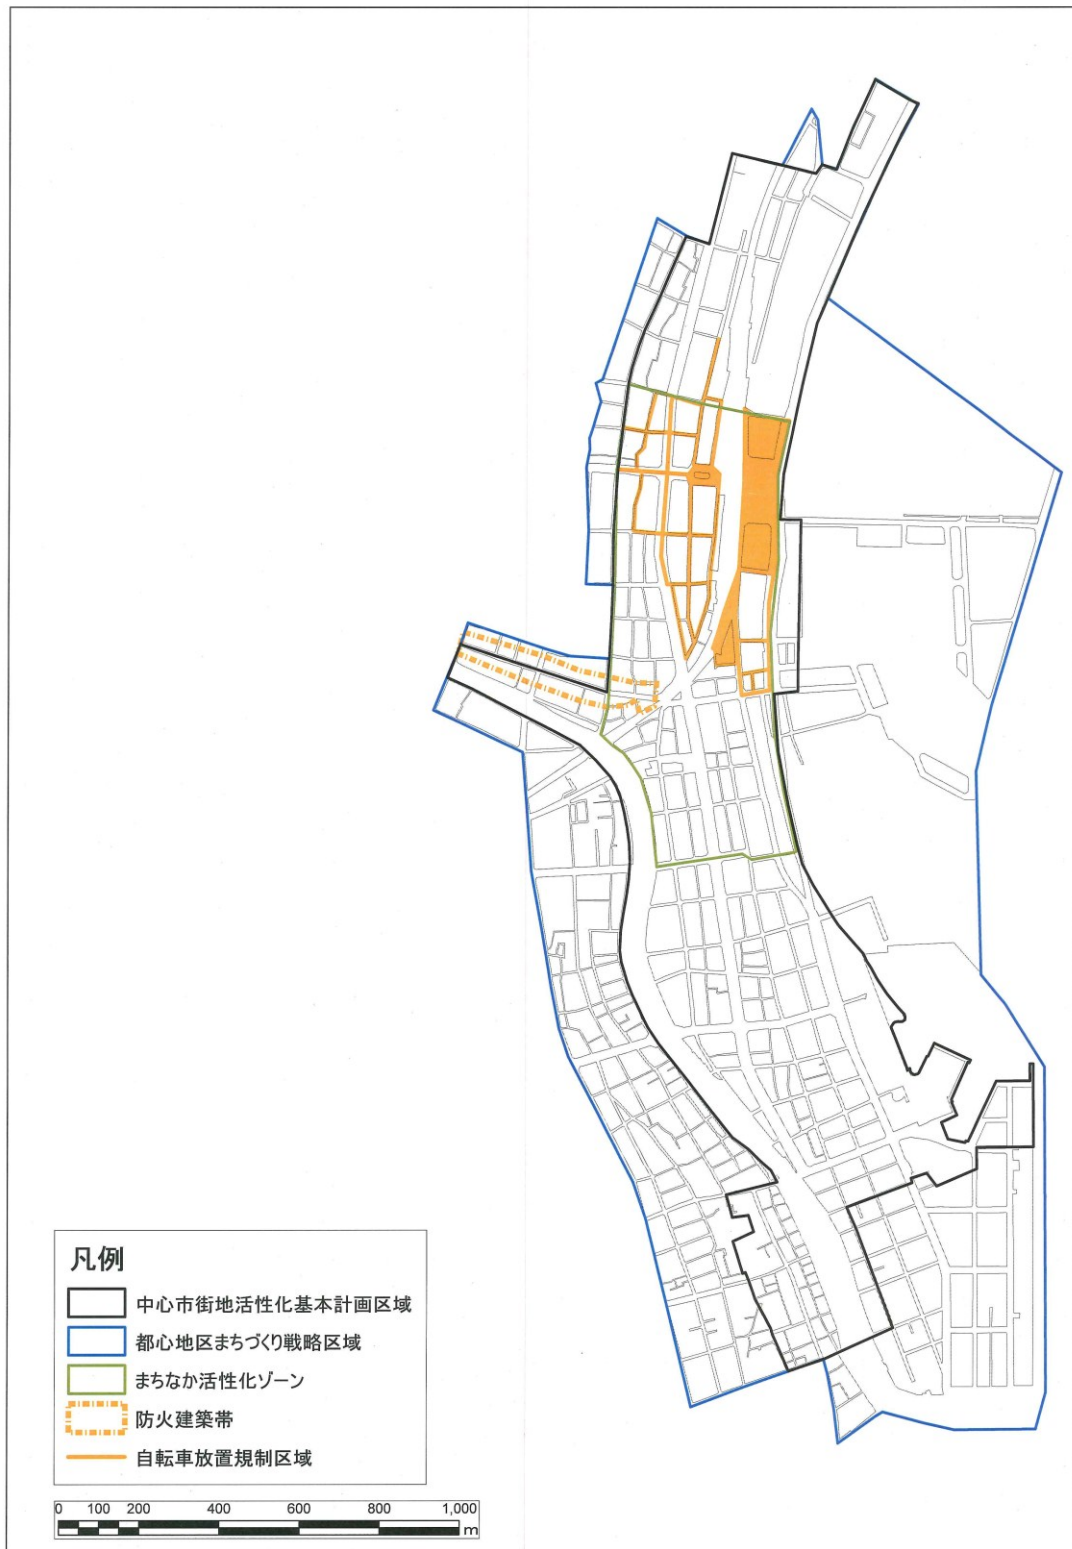 凡例
中心市街地活性化基本計画区域
都心地区まちづくり戦略区域
まちなか活性化ゾーン
防火建築帯
自転車放置規制区域
0 100 200 400 600 800 1,000
m